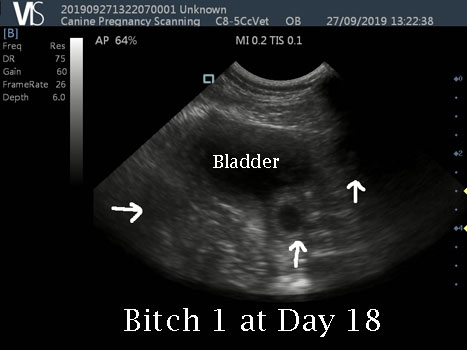 VIS 201909271322070001 Unknown
Canine Pregnancy Scanning C8-5CcVet OB 27/09/2019 13:22:38
[B] AP 64% MI 0.2 TIS 0.1
Freq Res
DR 75
Gain 60
FrameRate 26
Depth 6.0
0
2
Bladder
4
Bitch 1 at Day 18